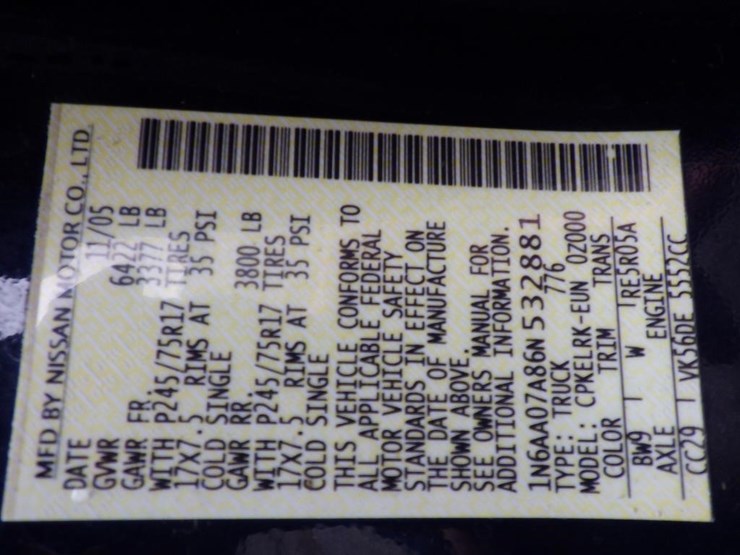 MFD BY NISSAN MOTOR CO., LTD.
DATE 11/05
GVWR 6422 LB
GAWR FR. 3377 LB
WITH P245/75R17 TIRES
17X7.5 RIMS AT 35 PSI
COLD SINGLE
GAWR RR. 3800 LB
WITH P245/75R17 TIRES
17X7.5 RIMS AT 35 PSI
COLD SINGLE
THIS VEHICLE CONFORMS TO
ALL APPLICABLE FEDERAL
MOTOR VEHICLE SAFETY
STANDARDS IN EFFECT ON
THE DATE OF MANUFACTURE
SHOWN ABOVE.
SEE OWNERS MANUAL FOR
ADDITIONAL INFORMATION.
1N6AA07A86N532881
TYPE: TRUCK 776
MODEL: CPKELRK-EUN 0Z000
COLOR TRIM TRANS
BW9 W RE5R05A
AXLE ENGINE
CC29 VK56DE 5552CC